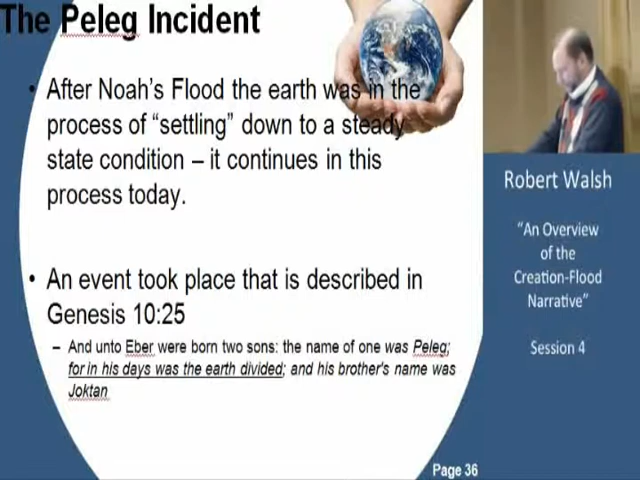 The Peleg Incident
• After Noah's Flood the earth was in the
process of "settling" down to a steady
state condition – it continues in this
process today.
• An event took place that is described in
Genesis 10:25
– And unto Eber were born two sons: the name of one was Peleg;
for in his days was the earth divided; and his brother's name was
Joktan
Page 36
Robert Walsh
"An Overview
of the
Creation-Flood
Narrative"
Session 4